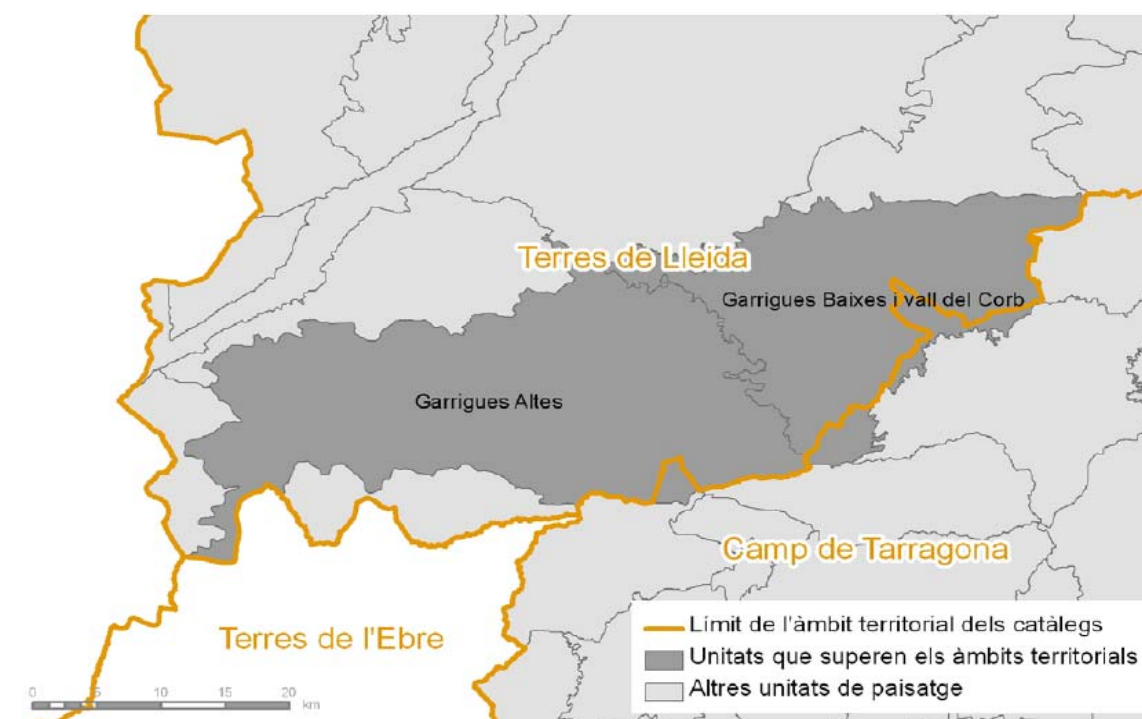 Terres de Lleida
Garrigues Baixes i vall del Corb
Garrigues Altes
Camp de Tarragona
Terres de l'Ebre
Límit de l'àmbit territorial dels catàlegs
Unitats que superen els àmbits territorials
Altres unitats de paisatge
0 5 10 15 20
km